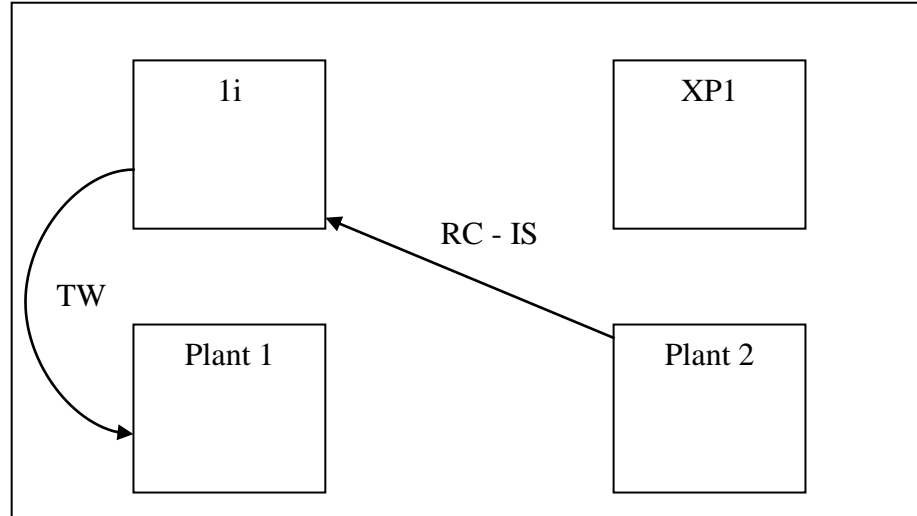 1i
XP1
RC - IS
TW
Plant 1
Plant 2